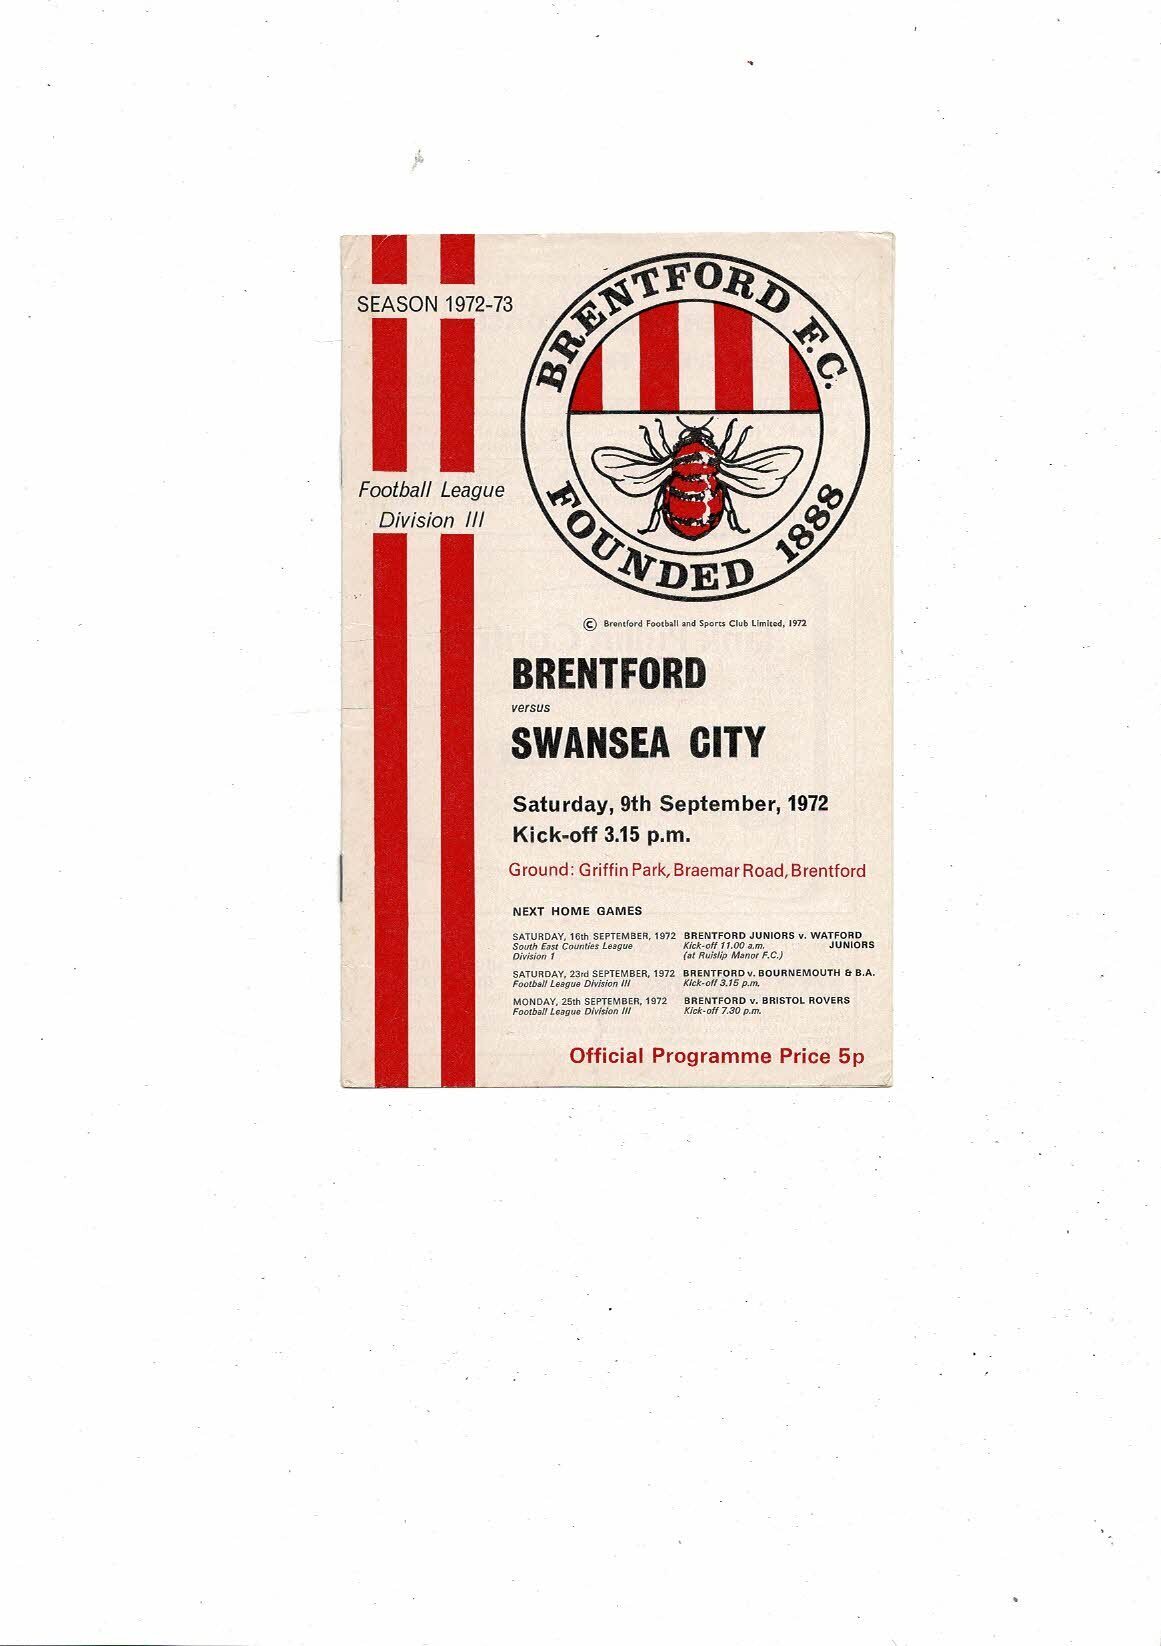 SEASON 1972-73
BRENTFORD F.C.
FOUNDED 1888
Football League
Division III
© Brentford Football and Sports Club Limited, 1972
BRENTFORD
versus
SWANSEA CITY
Saturday, 9th September, 1972
Kick-off 3.15 p.m.
Ground: Griffin Park, Braemar Road, Brentford
NEXT HOME GAMES
SATURDAY, 16th SEPTEMBER, 1972 BRENTFORD JUNIORS v. WATFORD
South East Counties League Kick-off 11.00 a.m. JUNIORS
Division 1 (at Ruislip Manor F.C.)
SATURDAY, 23rd SEPTEMBER, 1972 BRENTFORD v. BOURNEMOUTH & B.A.
Football League Division III Kick-off 3.15 p.m.
MONDAY, 25th SEPTEMBER, 1972 BRENTFORD v. BRISTOL ROVERS
Football League Division III Kick-off 7.30 p.m.
Official Programme Price 5p